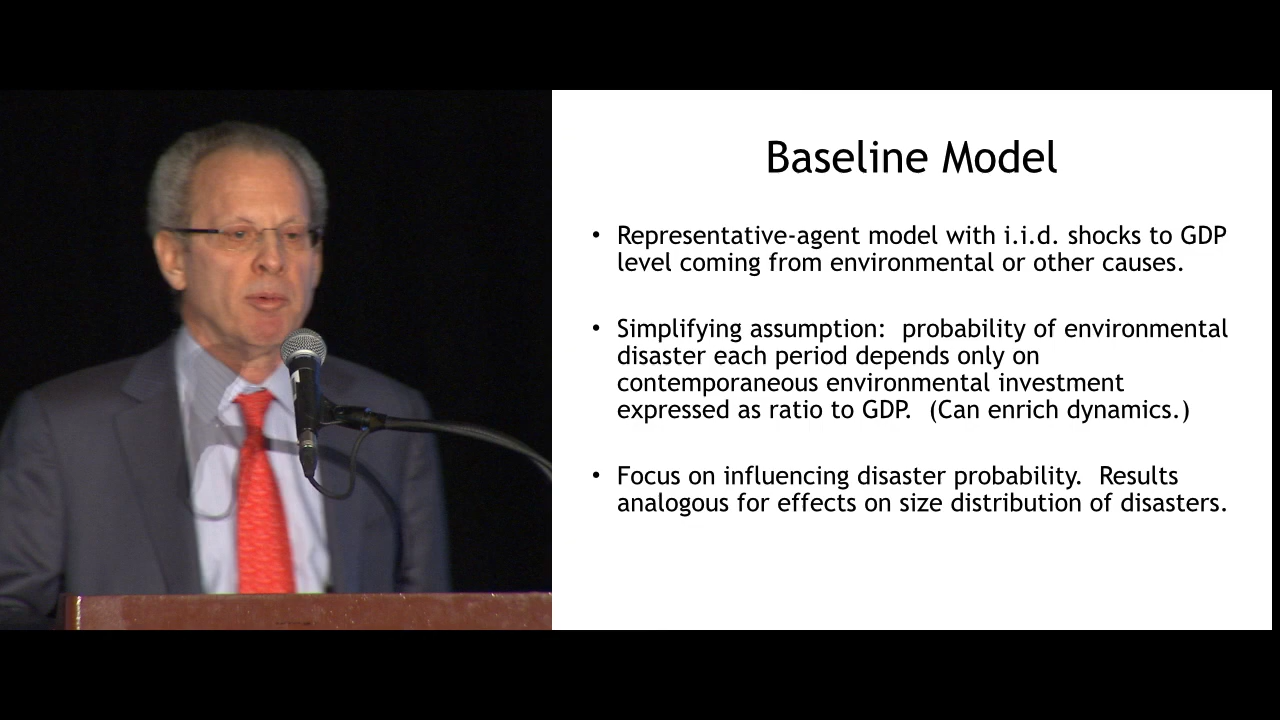 Baseline Model
• Representative-agent model with i.i.d. shocks to GDP
level coming from environmental or other causes.
• Simplifying assumption:  probability of environmental
disaster each period depends only on
contemporaneous environmental investment
expressed as ratio to GDP.  (Can enrich dynamics.)
• Focus on influencing disaster probability.  Results
analogous for effects on size distribution of disasters.